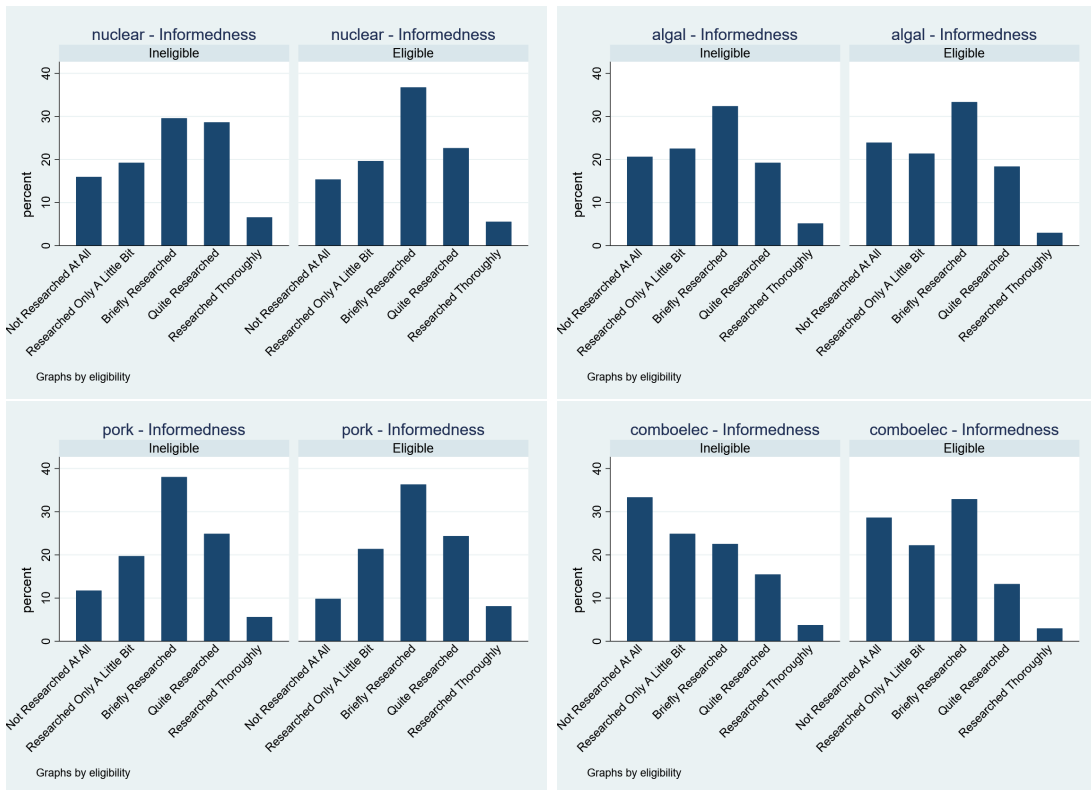 nuclear - Informedness
nuclear - Informedness
Ineligible
Eligible
percent
40
30
20
10
0
Not Researched At All
Researched Only A Little Bit
Briefly Researched
Quite Researched
Researched Thoroughly
Not Researched At All
Researched Only A Little Bit
Briefly Researched
Quite Researched
Researched Thoroughly
Graphs by eligibility
algal - Informedness
algal - Informedness
Ineligible
Eligible
percent
40
30
20
10
0
Not Researched At All
Researched Only A Little Bit
Briefly Researched
Quite Researched
Researched Thoroughly
Not Researched At All
Researched Only A Little Bit
Briefly Researched
Quite Researched
Researched Thoroughly
Graphs by eligibility
pork - Informedness
pork - Informedness
Ineligible
Eligible
percent
40
30
20
10
0
Not Researched At All
Researched Only A Little Bit
Briefly Researched
Quite Researched
Researched Thoroughly
Not Researched At All
Researched Only A Little Bit
Briefly Researched
Quite Researched
Researched Thoroughly
Graphs by eligibility
comboelec - Informedness
comboelec - Informedness
Ineligible
Eligible
percent
40
30
20
10
0
Not Researched At All
Researched Only A Little Bit
Briefly Researched
Quite Researched
Researched Thoroughly
Not Researched At All
Researched Only A Little Bit
Briefly Researched
Quite Researched
Researched Thoroughly
Graphs by eligibility